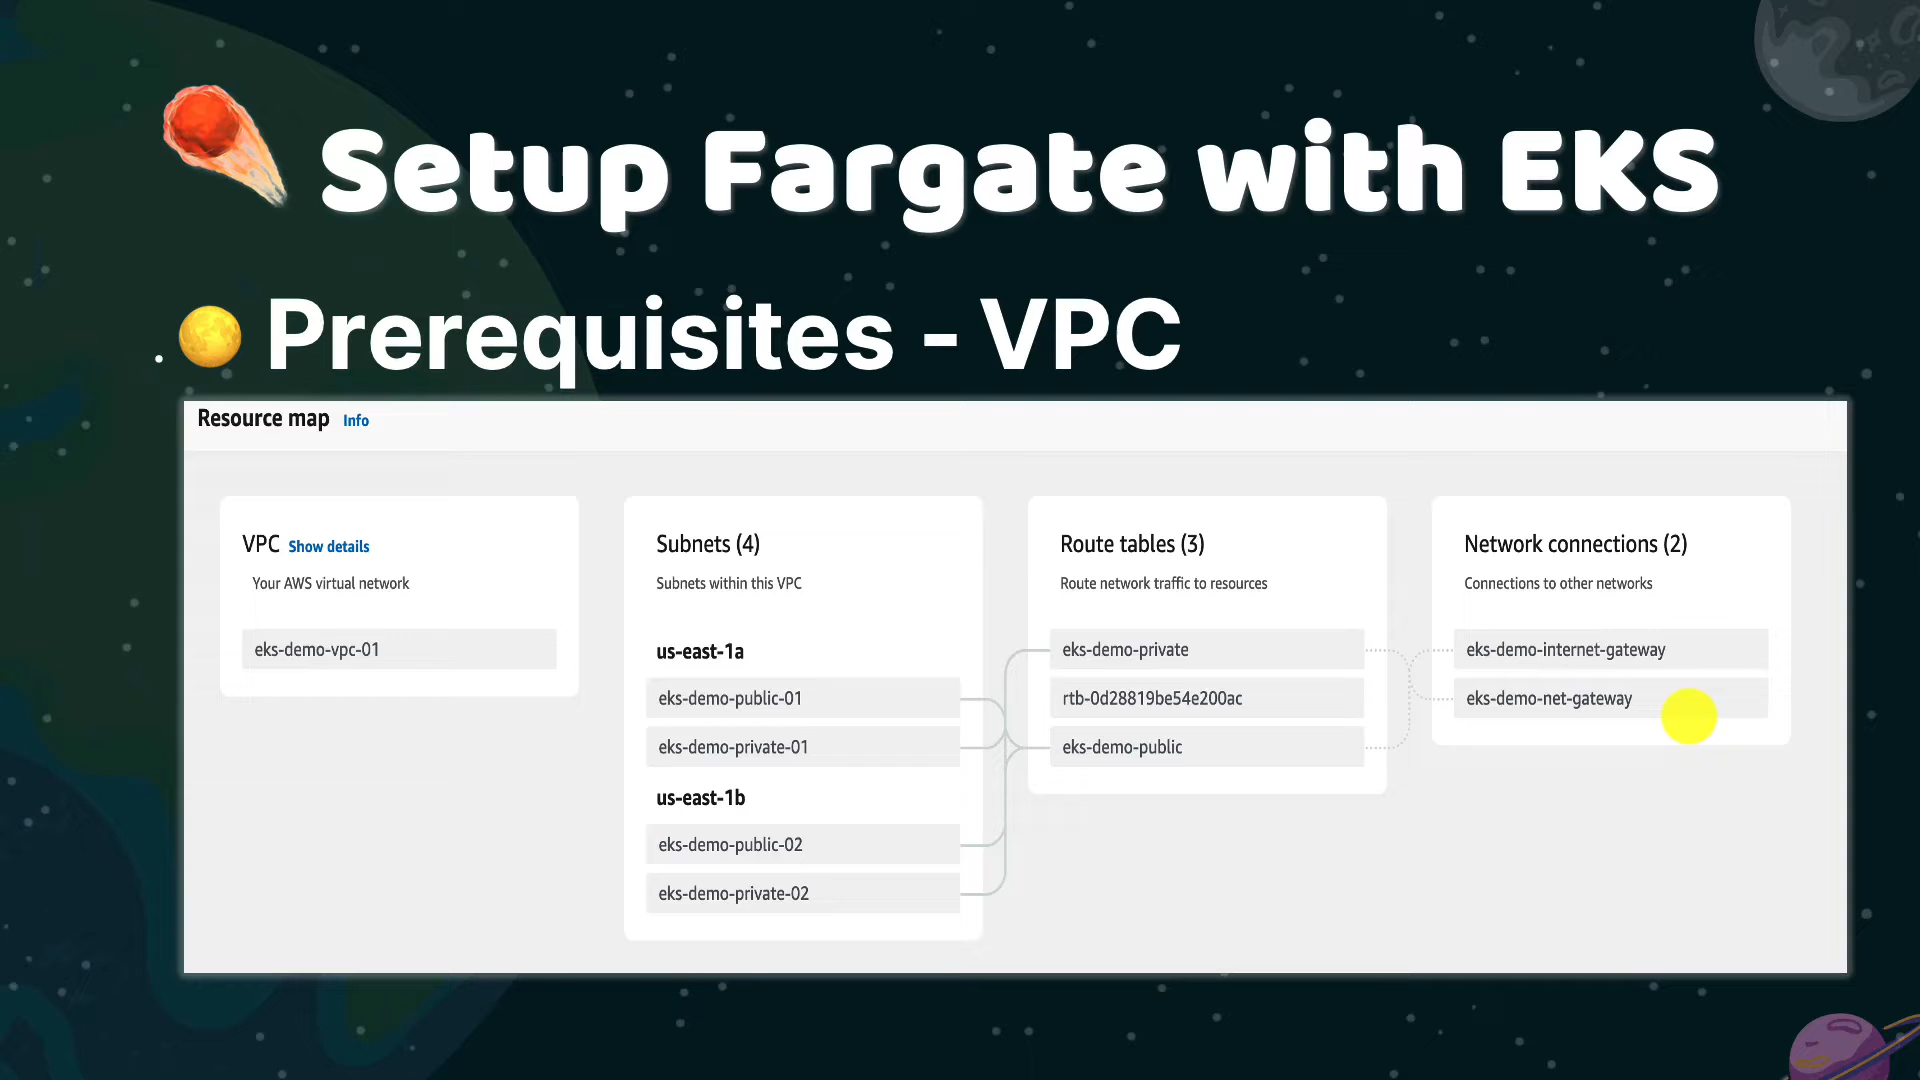 Setup Fargate with EKS
Prerequisites - VPC
Resource map Info
VPC Show details
Your AWS virtual network
eks-demo-vpc-01
Subnets (4)
Subnets within this VPC
us-east-1a
eks-demo-public-01
eks-demo-private-01
us-east-1b
eks-demo-public-02
eks-demo-private-02
Route tables (3)
Route network traffic to resources
eks-demo-private
rtb-0d28819be54e200ac
eks-demo-public
Network connections (2)
Connections to other networks
eks-demo-internet-gateway
eks-demo-net-gateway